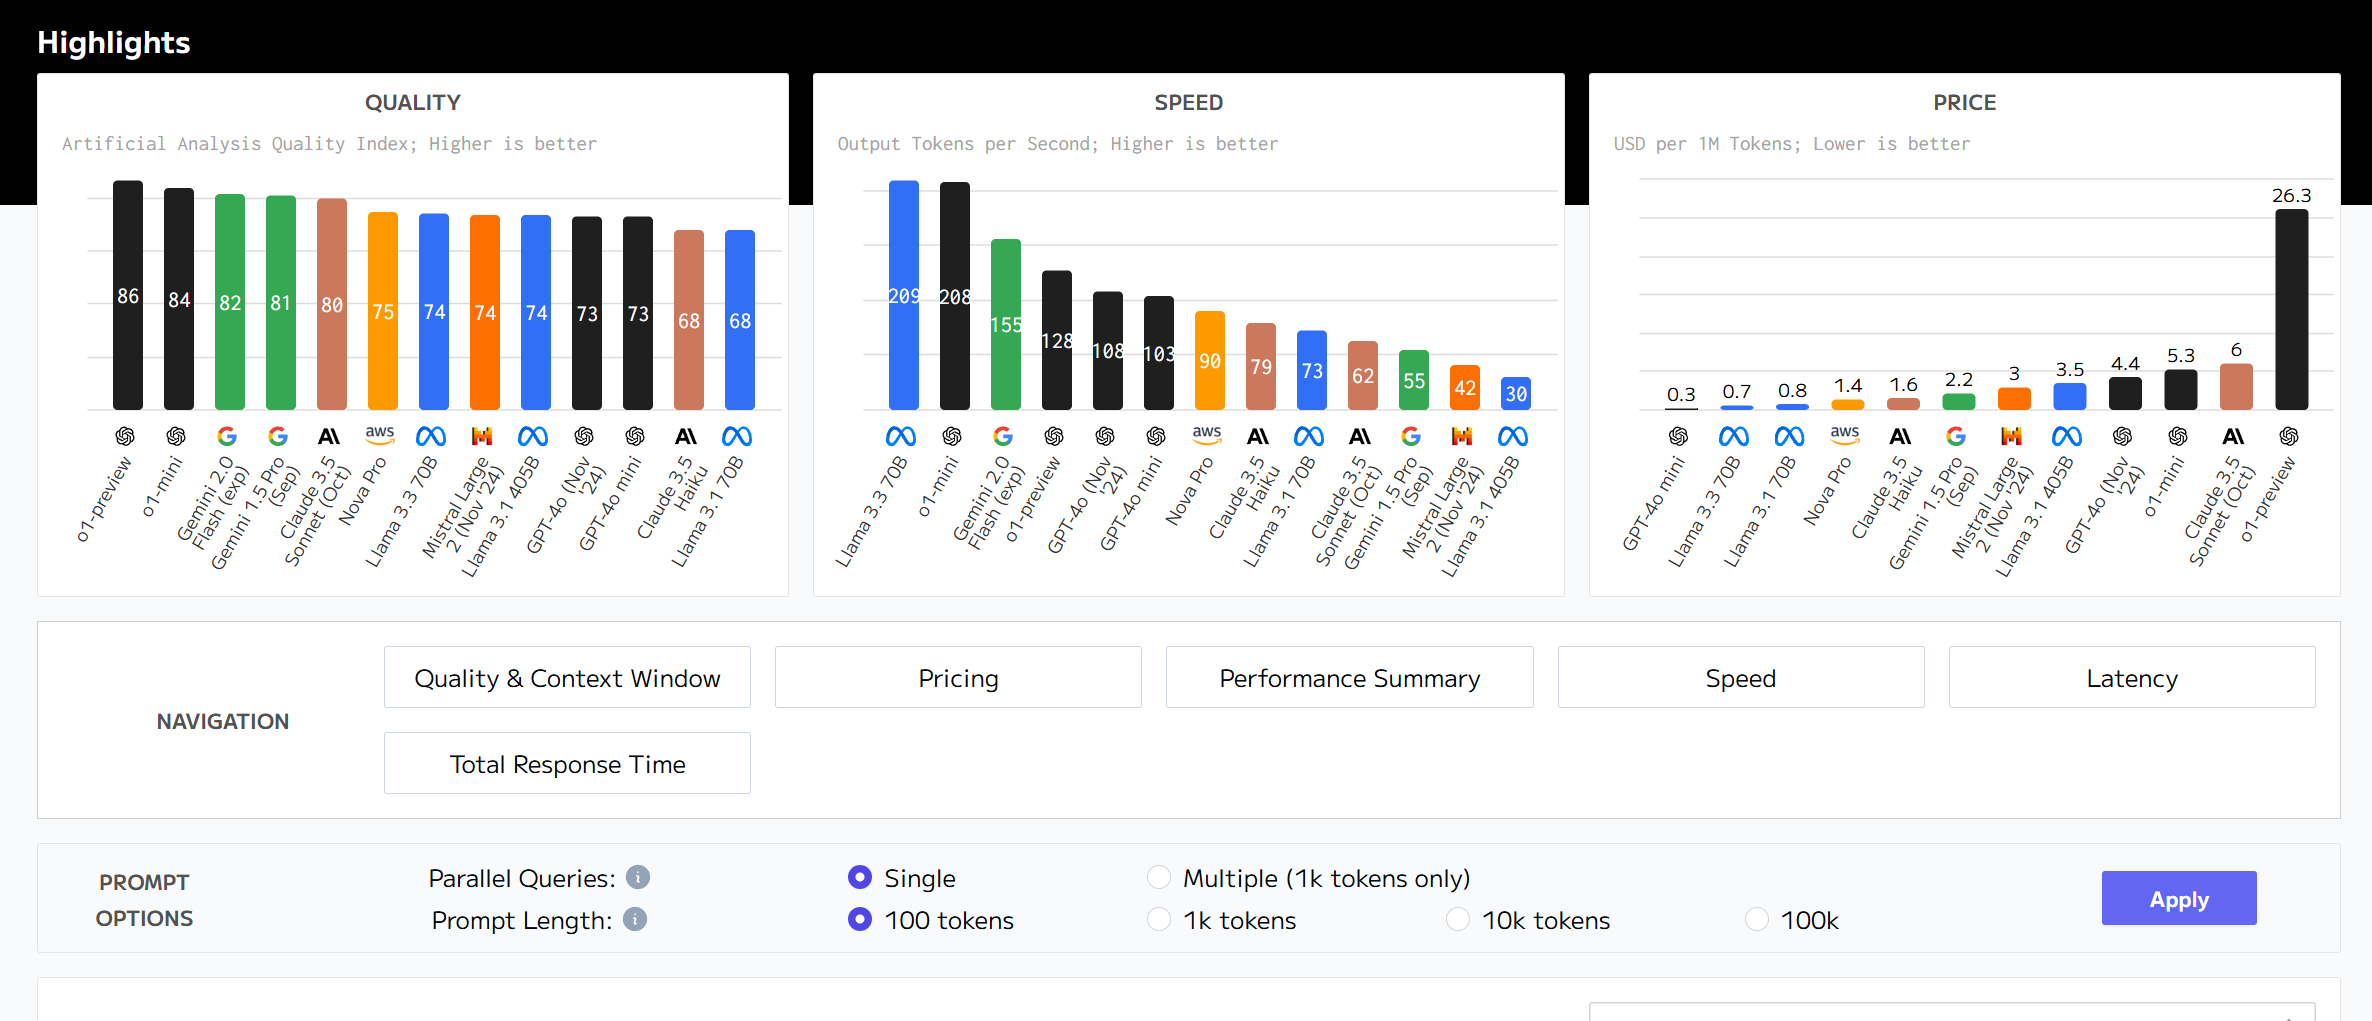 Highlights
QUALITY
Artificial Analysis Quality Index; Higher is better
86
84
82
81
80
75
74
74
74
73
73
68
68
aws
o1-preview
o1-mini
Gemini 2.0
Flash (exp)
Gemini 1.5 Pro
(Sep)
Claude 3.5
Sonnet (Oct)
Nova Pro
Llama 3.3 70B
Mistral Large
2 (Nov '24)
Llama 3.1 405B
GPT-4o (Nov
'24)
GPT-4o mini
Claude 3.5
Haiku
Llama 3.1 70B
SPEED
Output Tokens per Second; Higher is better
209
208
155
128
108
103
90
79
73
62
55
42
30
aws
Llama 3.3 70B
o1-mini
Gemini 2.0
Flash (exp)
o1-preview
GPT-4o (Nov
'24)
GPT-4o mini
Nova Pro
Claude 3.5
Haiku
Llama 3.1 70B
Claude 3.5
Sonnet (Oct)
Gemini 1.5 Pro
(Sep)
Mistral Large
2 (Nov '24)
Llama 3.1 405B
PRICE
USD per 1M Tokens; Lower is better
0.3
0.7
0.8
1.4
1.6
2.2
3
3.5
4.4
5.3
6
26.3
aws
GPT-4o mini
Llama 3.3 70B
Llama 3.1 70B
Nova Pro
Claude 3.5
Haiku
Gemini 1.5 Pro
(Sep)
Mistral Large
2 (Nov '24)
Llama 3.1 405B
GPT-4o (Nov
'24)
o1-mini
Claude 3.5
Sonnet (Oct)
o1-preview
NAVIGATION
Quality & Context Window
Pricing
Performance Summary
Speed
Latency
Total Response Time
PROMPT
OPTIONS
Parallel Queries:
Single
Multiple (1k tokens only)
Prompt Length:
100 tokens
1k tokens
10k tokens
100k
Apply